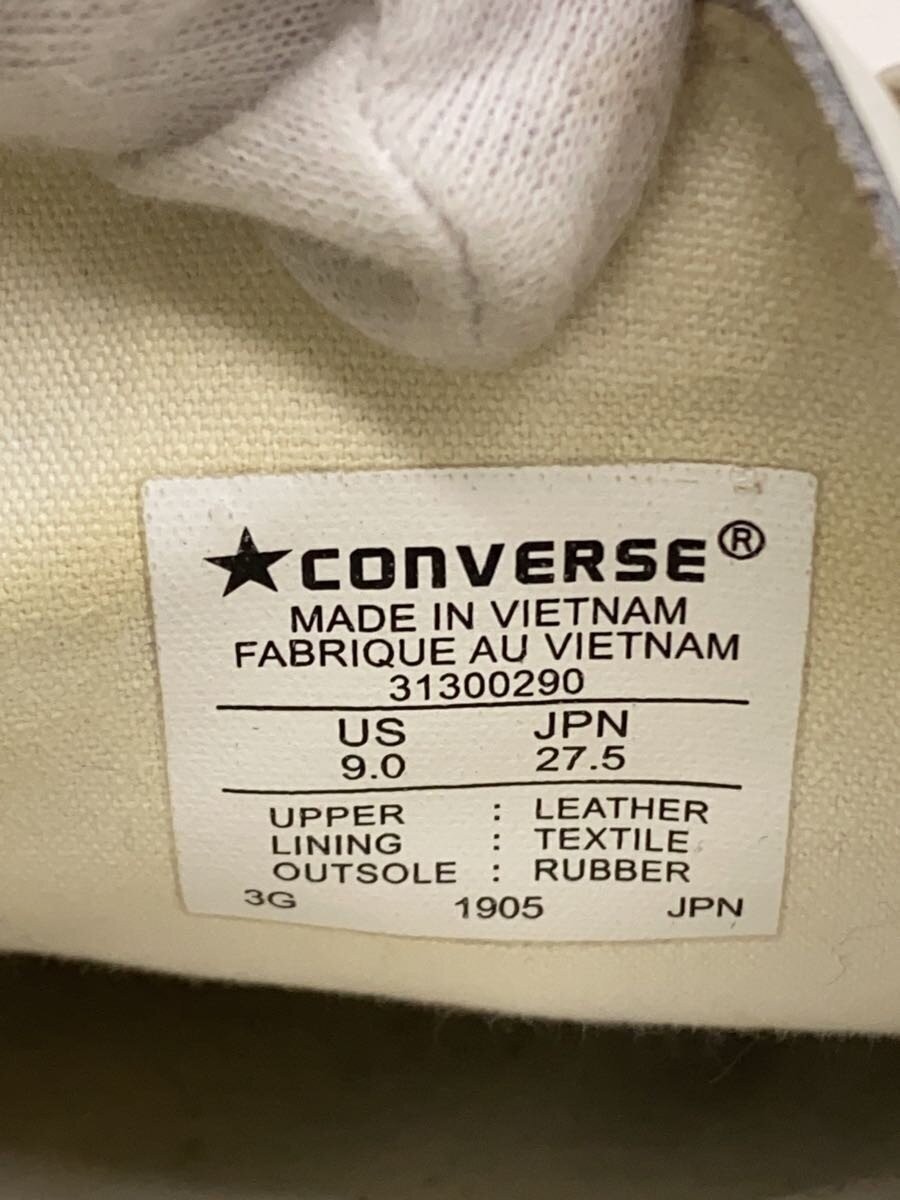 ★CONVERSE®
MADE IN VIETNAM
FABRIQUE AU VIETNAM
31300290
US JPN
9.0 27.5
UPPER : LEATHER
LINING : TEXTILE
OUTSOLE : RUBBER
3G 1905 JPN